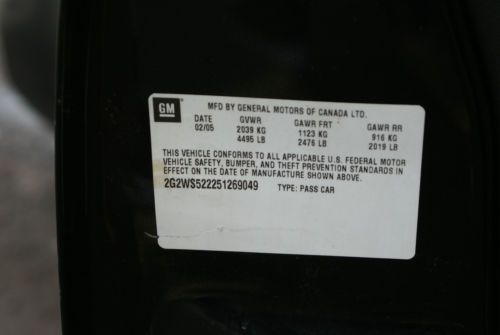 GM
MFD BY GENERAL MOTORS OF CANADA LTD.
DATE GVWR GAWR FRT GAWR RR
02/05 2039 KG 1123 KG 916 KG
4495 LB 2476 LB 2019 LB
THIS VEHICLE CONFORMS TO ALL APPLICABLE U.S. FEDERAL MOTOR
VEHICLE SAFETY, BUMPER, AND THEFT PREVENTION STANDARDS IN
EFFECT ON THE DATE OF MANUFACTURE SHOWN ABOVE.
2G2WS522251269049 TYPE: PASS CAR